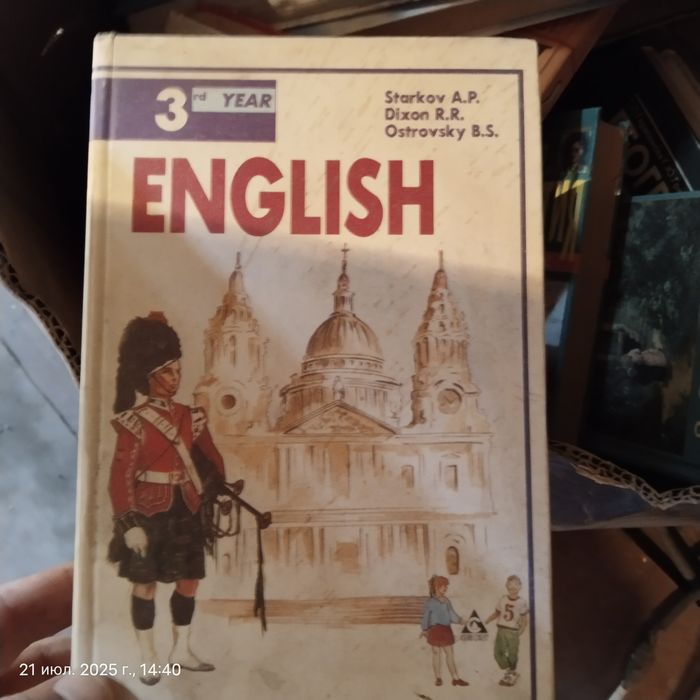 3rd YEAR
Starkov A.P.
Dixon R.R.
Ostrovsky B.S.
ENGLISH
5
21 июл. 2025 г., 14:40